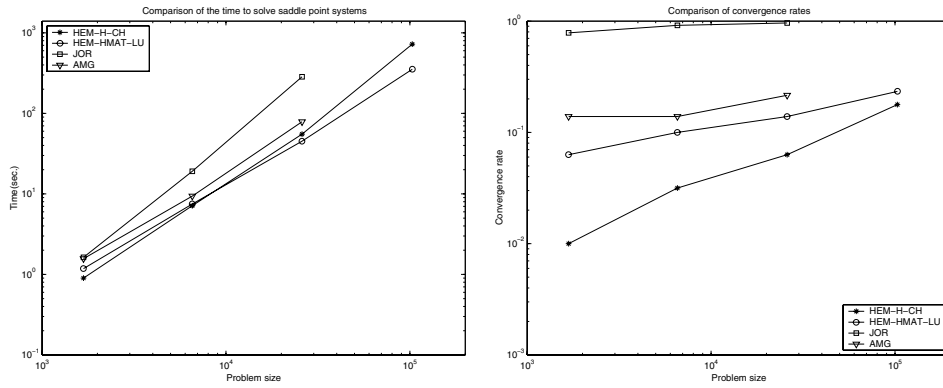 Comparison of the time to solve saddle point systems
HEM−H−CH
HEM−HMAT−LU
JOR
AMG
10^3
10^2
10^1
10^0
10^−1
Time(sec.)
10^3
10^4
10^5
Problem size
Comparison of convergence rates
10^0
10^−1
10^−2
10^−3
Convergence rate
HEM−H−CH
HEM−HMAT−LU
JOR
AMG
10^3
10^4
10^5
Problem size